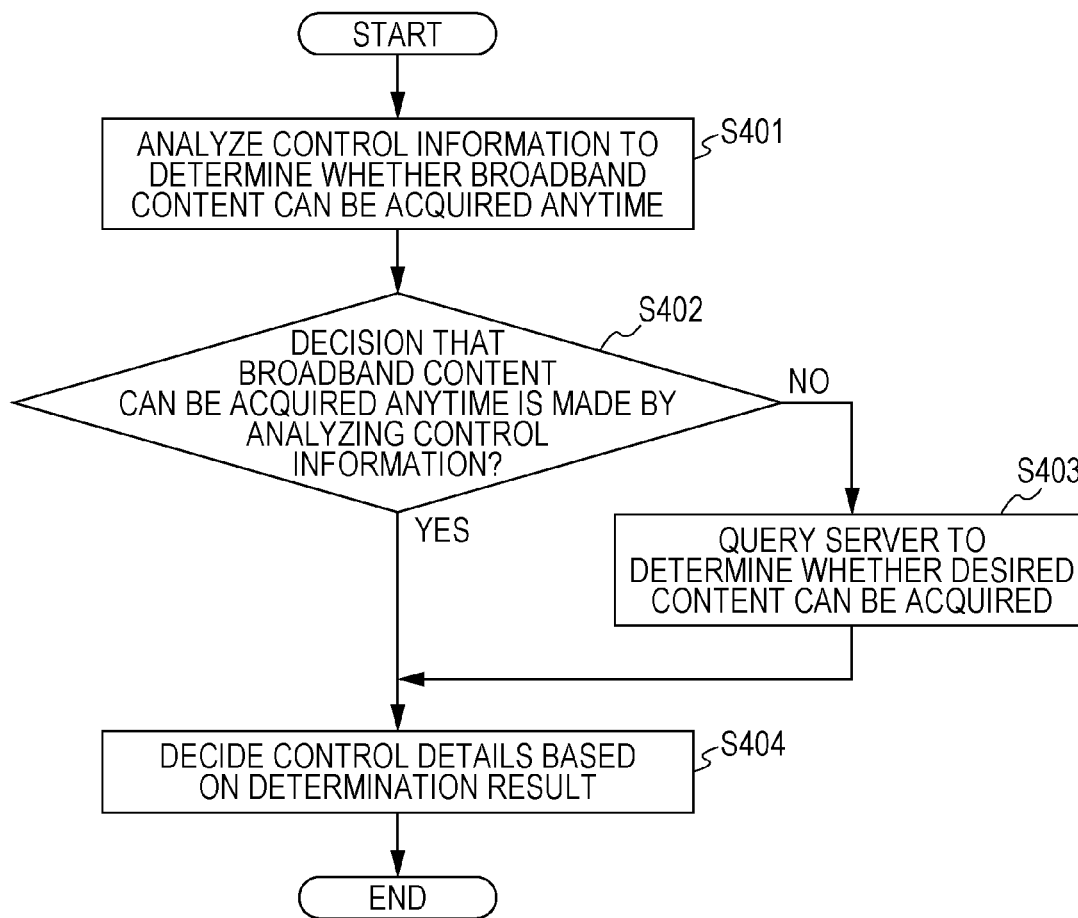 START
S401
ANALYZE CONTROL INFORMATION TO
DETERMINE WHETHER BROADBAND
CONTENT CAN BE ACQUIRED ANYTIME
S402
DECISION THAT
BROADBAND CONTENT
CAN BE ACQUIRED ANYTIME IS MADE BY
ANALYZING CONTROL
INFORMATION?
NO
YES
S403
QUERY SERVER TO
DETERMINE WHETHER DESIRED
CONTENT CAN BE ACQUIRED
S404
DECIDE CONTROL DETAILS BASED
ON DETERMINATION RESULT
END